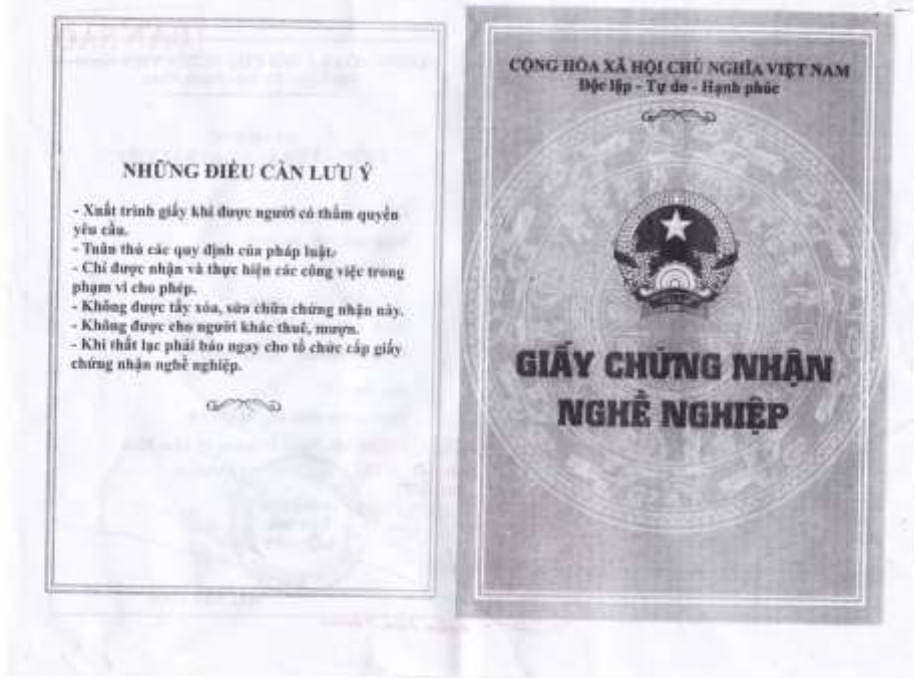 NHỮNG ĐIỀU CẦN LƯU Ý
- Xuất trình giấy khi được người có thẩm quyền
yêu cầu.
- Tuân thủ các quy định của pháp luật.
- Chỉ được nhận và thực hiện các công việc trong
phạm vi cho phép.
- Không được tẩy xóa, sửa chữa chứng nhận này.
- Không được cho người khác thuê, mượn.
- Khi thất lạc phải báo ngay cho tổ chức cấp giấy
chứng nhận nghề nghiệp.
CỘNG HÒA XÃ HỘI CHỦ NGHĨA VIỆT NAM
Độc lập - Tự do - Hạnh phúc
GIẤY CHỨNG NHẬN
NGHỀ NGHIỆP